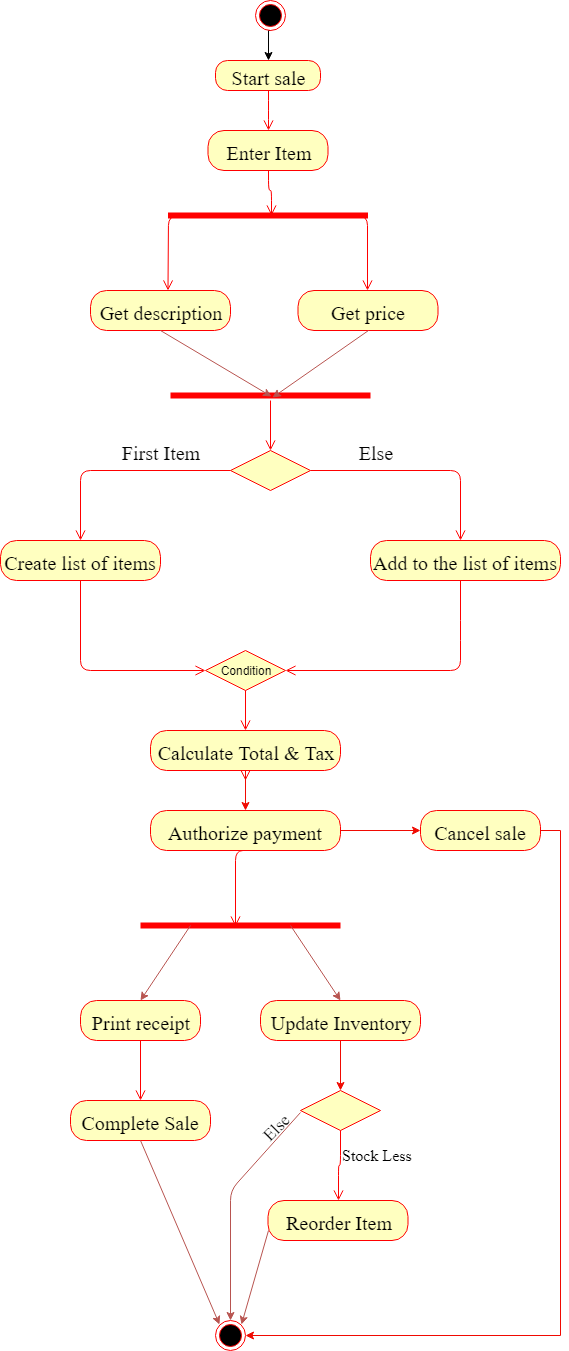 Start sale
Enter Item
Get description
Get price
First Item
Else
Create list of items
Add to the list of items
Condition
Calculate Total & Tax
Authorize payment
Cancel sale
Print receipt
Update Inventory
Complete Sale
Else
Stock Less
Reorder Item